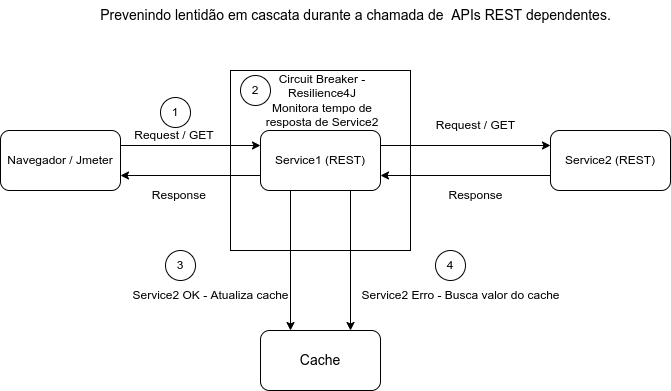 Prevenindo lentidão em cascata durante a chamada de  APIs REST dependentes.
2
Circuit Breaker -
Resilience4J
Monitora tempo de
resposta de Service2
1
Request / GET
Request / GET
Navegador / Jmeter
Service1 (REST)
Service2 (REST)
Response
Response
3
4
Service2 OK - Atualiza cache
Service2 Erro - Busca valor do cache
Cache